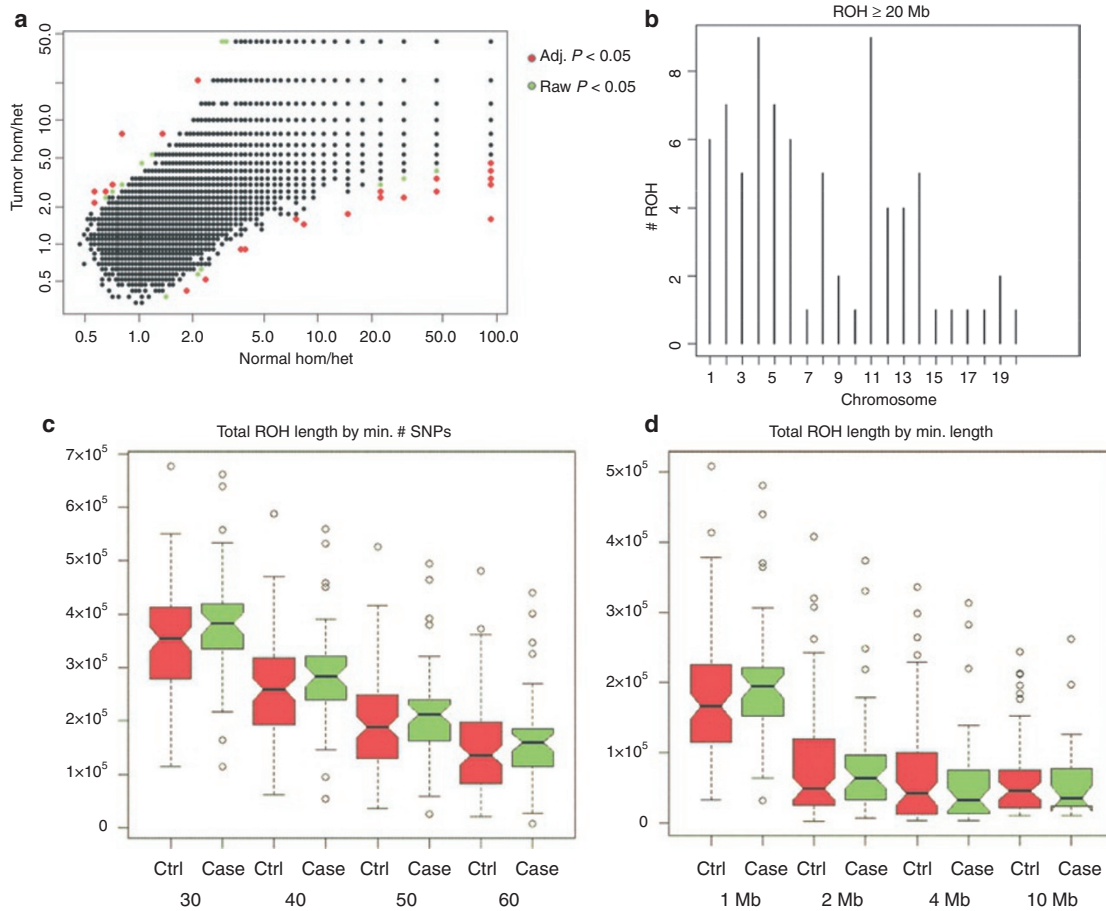 a
50.0
10.0
5.0
2.0
1.0
0.5
Tumor hom/het
0.5 1.0 2.0 5.0 10.0 20.0 50.0 100.0
Normal hom/het
Adj. P < 0.05
Raw P < 0.05
b
ROH ≥ 20 Mb
8
6
4
2
0
# ROH
1 3 5 7 9 11 13 15 17 19
Chromosome
c
Total ROH length by min. # SNPs
7×10⁵
6×10⁵
5×10⁵
4×10⁵
3×10⁵
2×10⁵
1×10⁵
0
Ctrl Case Ctrl Case Ctrl Case Ctrl Case
30 40 50 60
d
Total ROH length by min. length
5×10⁵
4×10⁵
3×10⁵
2×10⁵
1×10⁵
0
Ctrl Case Ctrl Case Ctrl Case Ctrl Case
1 Mb 2 Mb 4 Mb 10 Mb